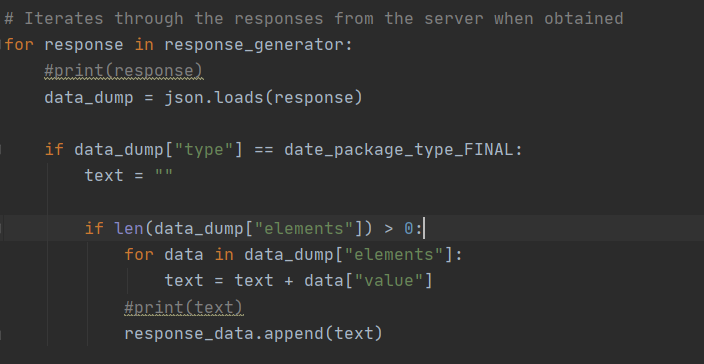 # Iterates through the responses from the server when obtained
for response in response_generator:
    #print(response)
    data_dump = json.loads(response)

    if data_dump["type"] == date_package_type_FINAL:
        text = ""

        if len(data_dump["elements"]) > 0:
            for data in data_dump["elements"]:
                text = text + data["value"]
            #print(text)
            response_data.append(text)